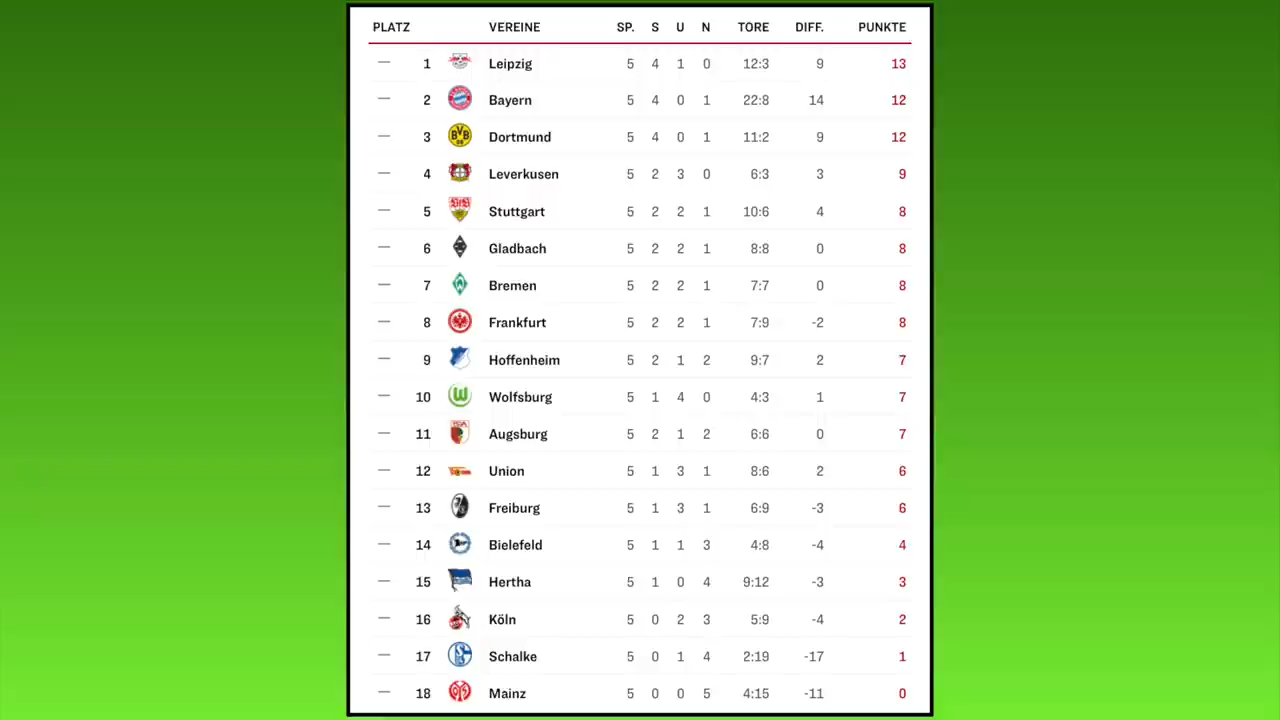 PLATZ VEREINE SP. S U N TORE DIFF. PUNKTE
— 1 Leipzig 5 4 1 0 12:3 9 13
— 2 Bayern 5 4 0 1 22:8 14 12
— 3 Dortmund 5 4 0 1 11:2 9 12
— 4 Leverkusen 5 2 3 0 6:3 3 9
— 5 Stuttgart 5 2 2 1 10:6 4 8
— 6 Gladbach 5 2 2 1 8:8 0 8
— 7 Bremen 5 2 2 1 7:7 0 8
— 8 Frankfurt 5 2 2 1 7:9 -2 8
— 9 Hoffenheim 5 2 1 2 9:7 2 7
— 10 Wolfsburg 5 1 4 0 4:3 1 7
— 11 Augsburg 5 2 1 2 6:6 0 7
— 12 Union 5 1 3 1 8:6 2 6
— 13 Freiburg 5 1 3 1 6:9 -3 6
— 14 Bielefeld 5 1 1 3 4:8 -4 4
— 15 Hertha 5 1 0 4 9:12 -3 3
— 16 Köln 5 0 2 3 5:9 -4 2
— 17 Schalke 5 0 1 4 2:19 -17 1
— 18 Mainz 5 0 0 5 4:15 -11 0